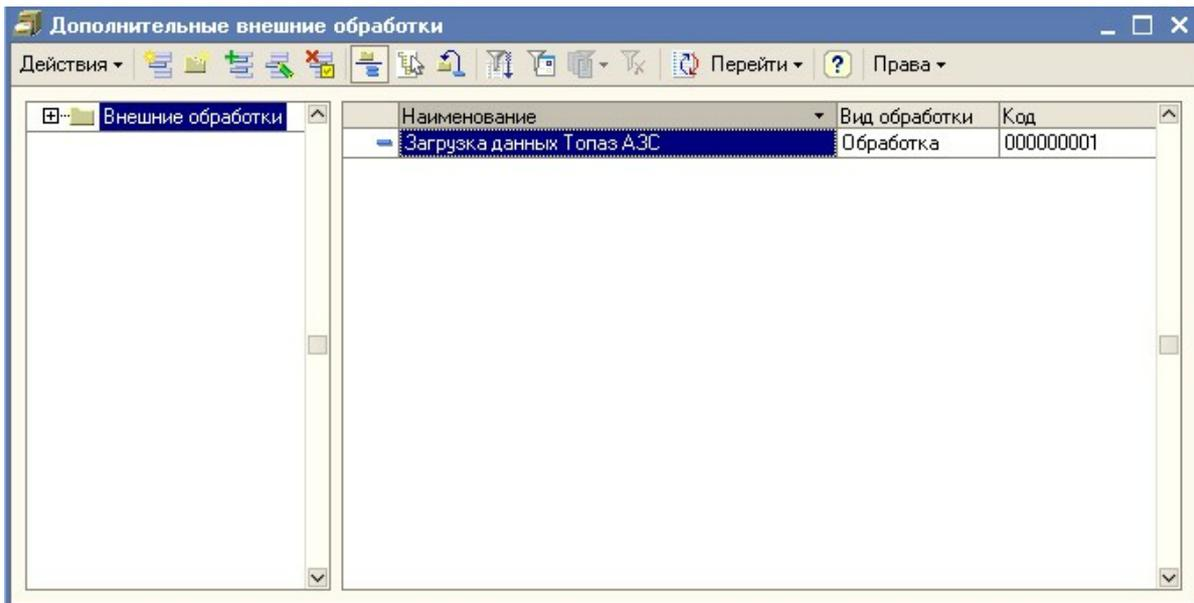 Дополнительные внешние обработки
Действия Перейти ? Права
Внешние обработки Наименование Вид обработки Код
Загрузка данных Топаз АЗС Обработка 000000001